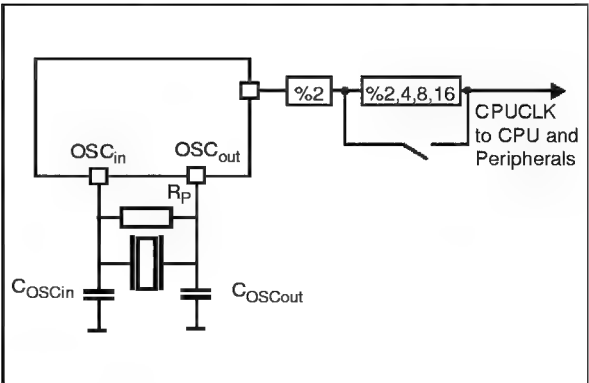 %2
%2,4,8,16
CPUCLK
to CPU and
Peripherals
OSCin
OSCout
RP
COSCin
COSCout